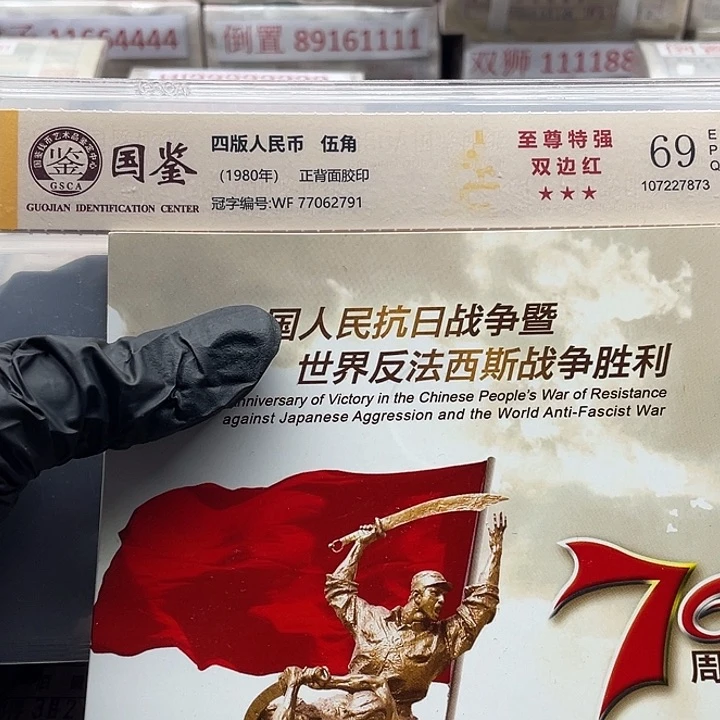 11664444
倒置 89161111
双狮 111188
国鉴
GSCA
GUOJIAN IDENTIFICATION CENTER
四版人民币 伍角
(1980年) 正背面胶印
冠字编号:WF 77062791
至尊特强
双边红
★★★
69
E
P
Q
107227873
国人民抗日战争暨
世界反法西斯战争胜利
nniversary of Victory in the Chinese People's War of Resistance
against Japanese Aggression and the World Anti-Fascist War
7
周